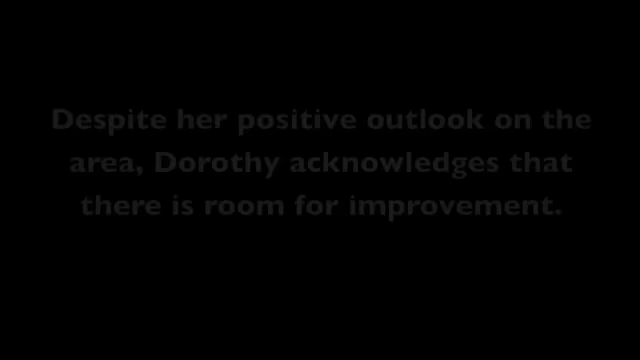 Despite her positive outlook on the
area, Dorothy acknowledges that
there is room for improvement.